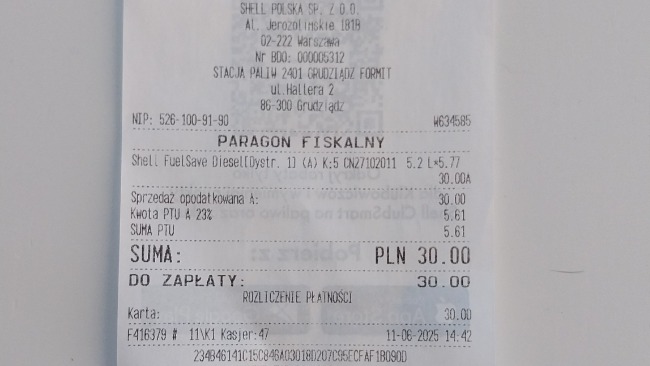 SHELL POLSKA SP. Z O.O.
Al. Jerozolimskie 181B
02-222 Warszawa
Nr BDO: 000005312
STACJA PALIW 2401 GRUDZIĄDZ FORMIT
ul.Hallera 2
86-300 Grudziądz
NIP: 526-100-91-90 W634585
PARAGON FISKALNY
Shell FuelSave Diesel[Dystr. 1] (A) K:5 CN27102011 5.2 L*5.77
30.00A
Sprzedaż opodatkowana A: 30.00
Kwota PTU A 23% 5.61
SUMA PTU 5.61
SUMA: PLN 30.00
DO ZAPŁATY: 30.00
ROZLICZENIE PŁATNOŚCI
Karta: 30.00
F416379 # 11\K1 Kasjer:47 11-06-2025 14:42